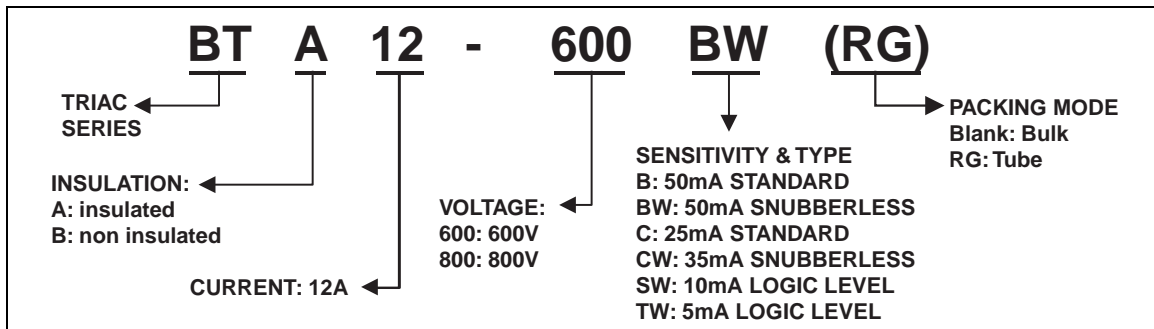 BT A 12 - 600 BW (RG)
TRIAC
SERIES
INSULATION:
A: insulated
B: non insulated
CURRENT: 12A
VOLTAGE:
600: 600V
800: 800V
SENSITIVITY & TYPE
B: 50mA STANDARD
BW: 50mA SNUBBERLESS
C: 25mA STANDARD
CW: 35mA SNUBBERLESS
SW: 10mA LOGIC LEVEL
TW: 5mA LOGIC LEVEL
PACKING MODE
Blank: Bulk
RG: Tube